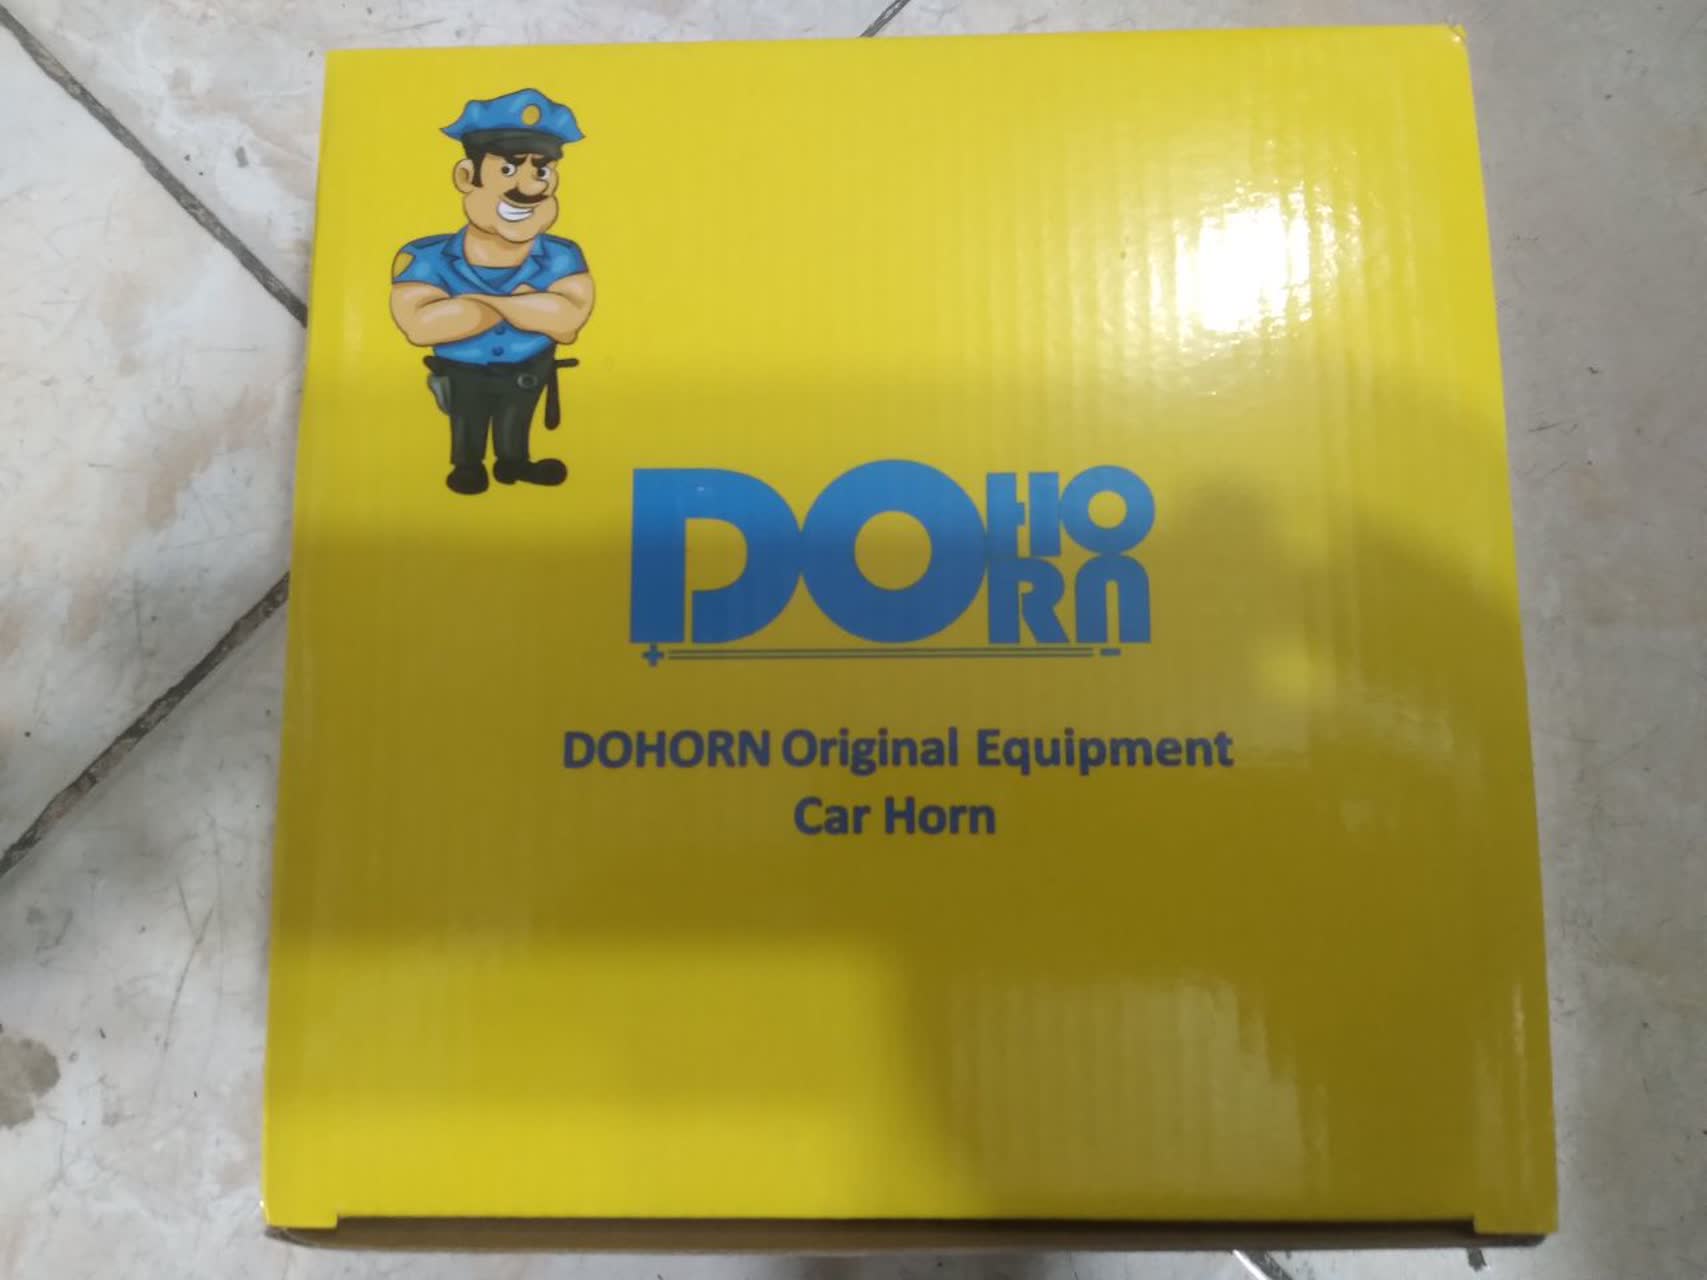 DOHORN
+ -
DOHORN Original Equipment
Car Horn